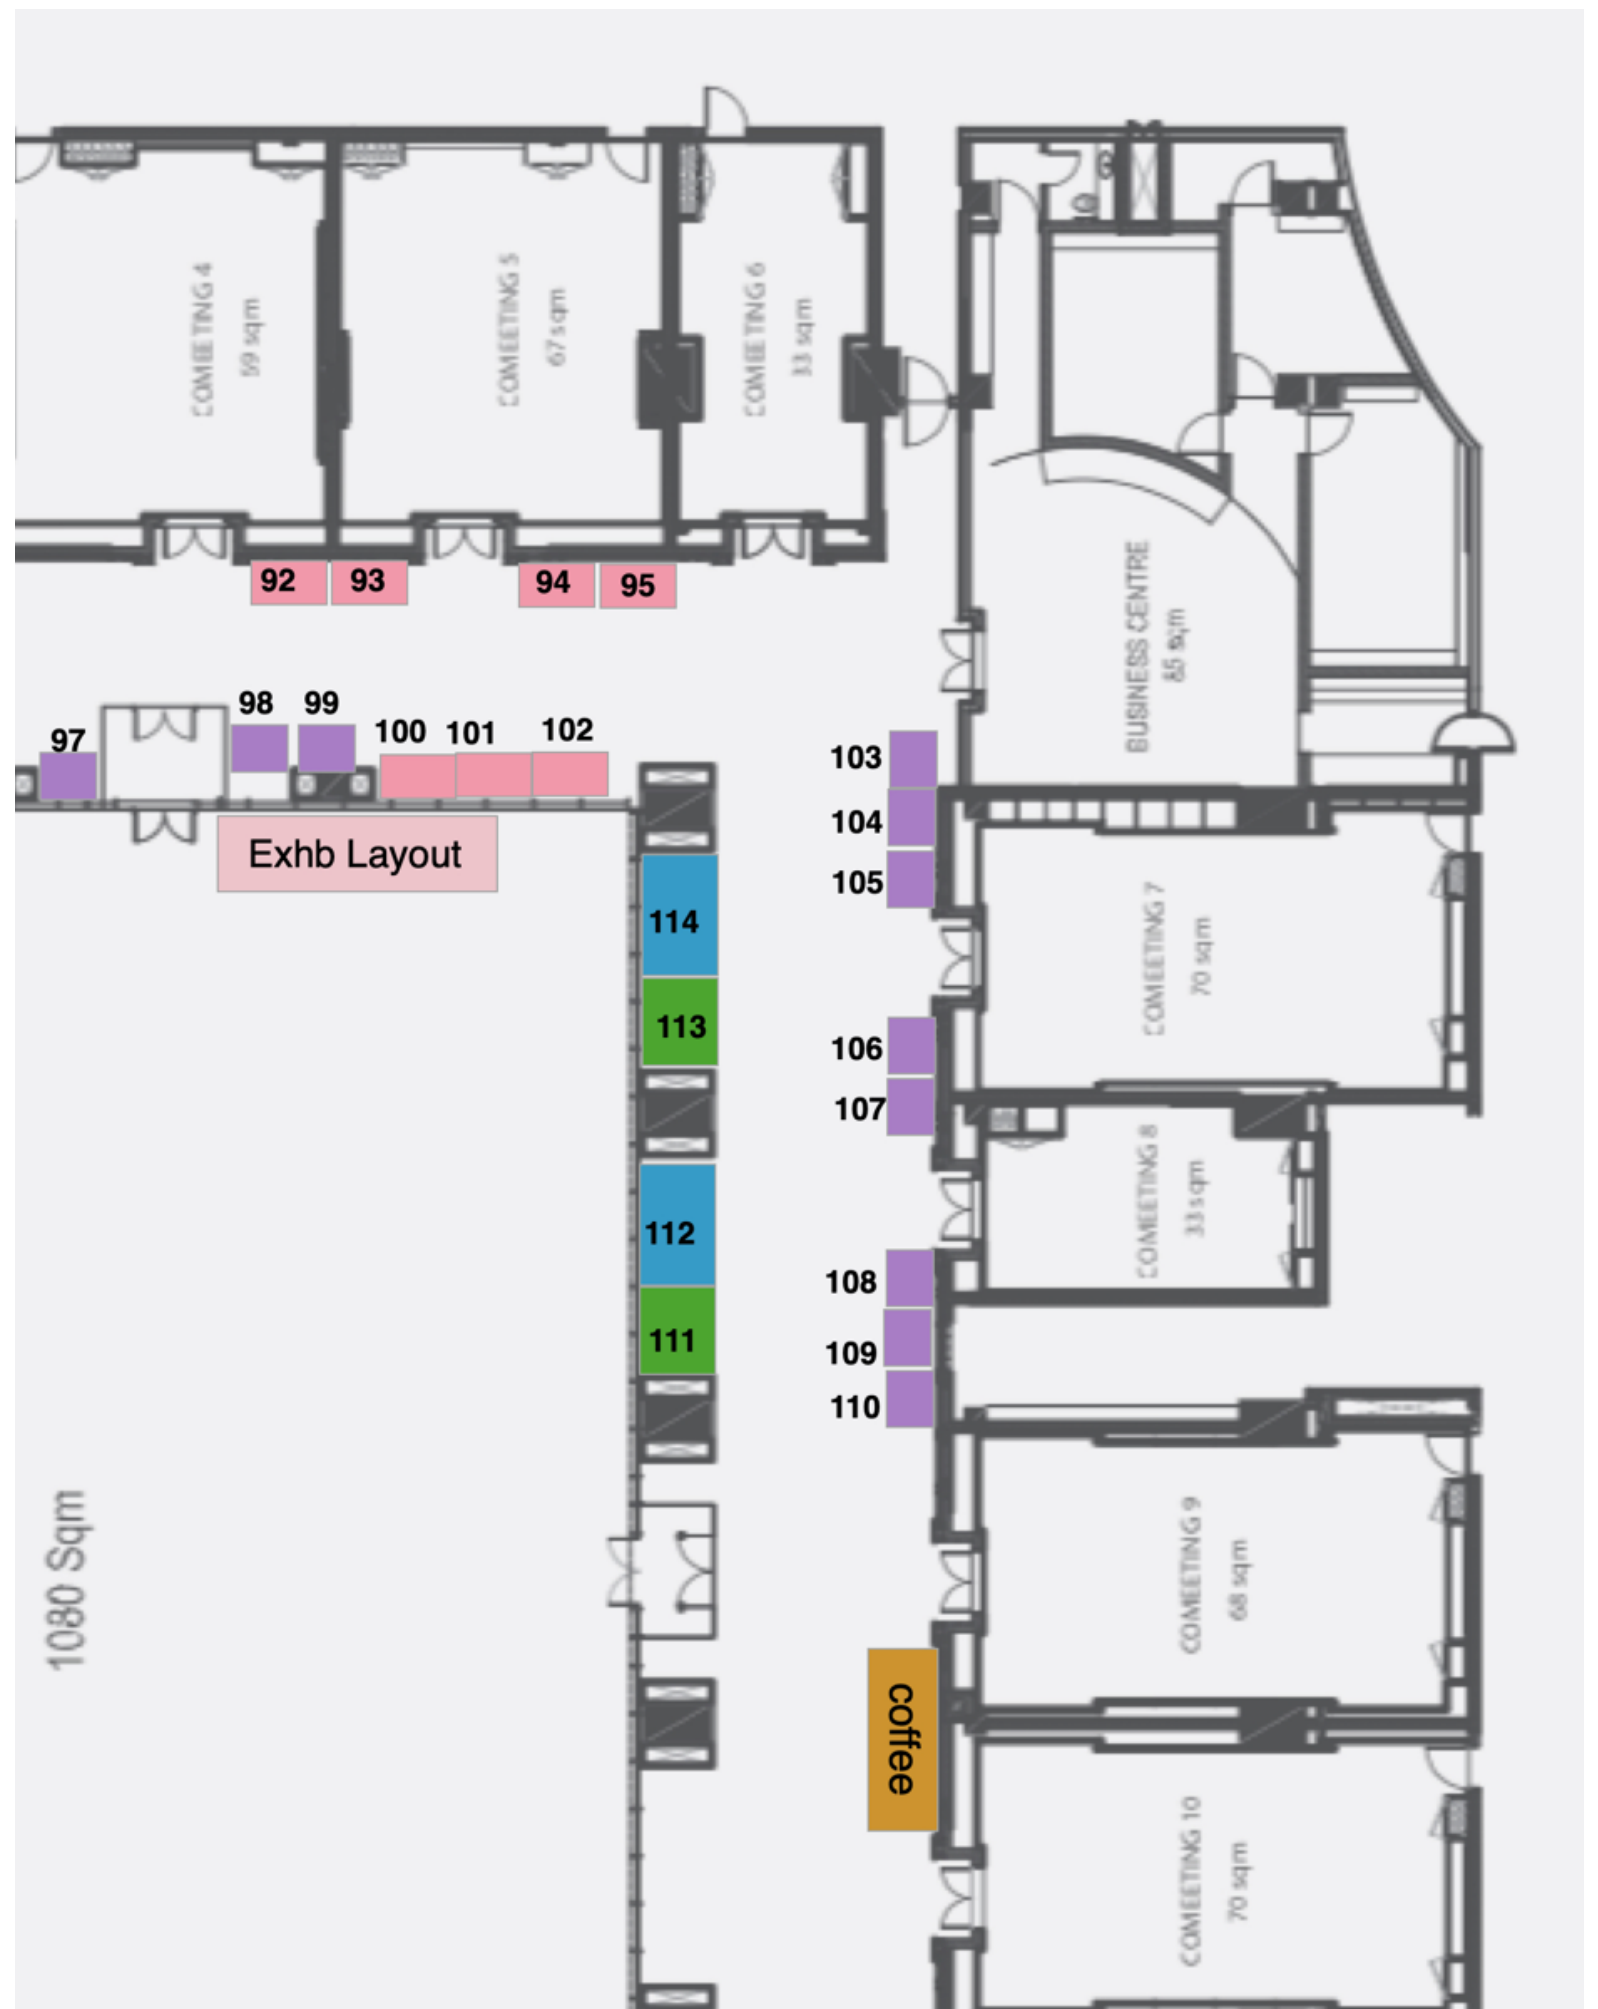 COMEETING 4
59 sqm
COMEETING 5
67 sqm
COMEETING 6
33 sqm
92
93
94
95
BUSINESS CENTRE
85 sqm
97
98
99
100
101
102
Exhb Layout
103
104
105
114
113
COMEETING 7
70 sqm
106
107
112
111
COMEETING 8
33 sqm
108
109
110
1080 Sqm
COMEETING 9
68 sqm
coffee
COMEETING 10
70 sqm